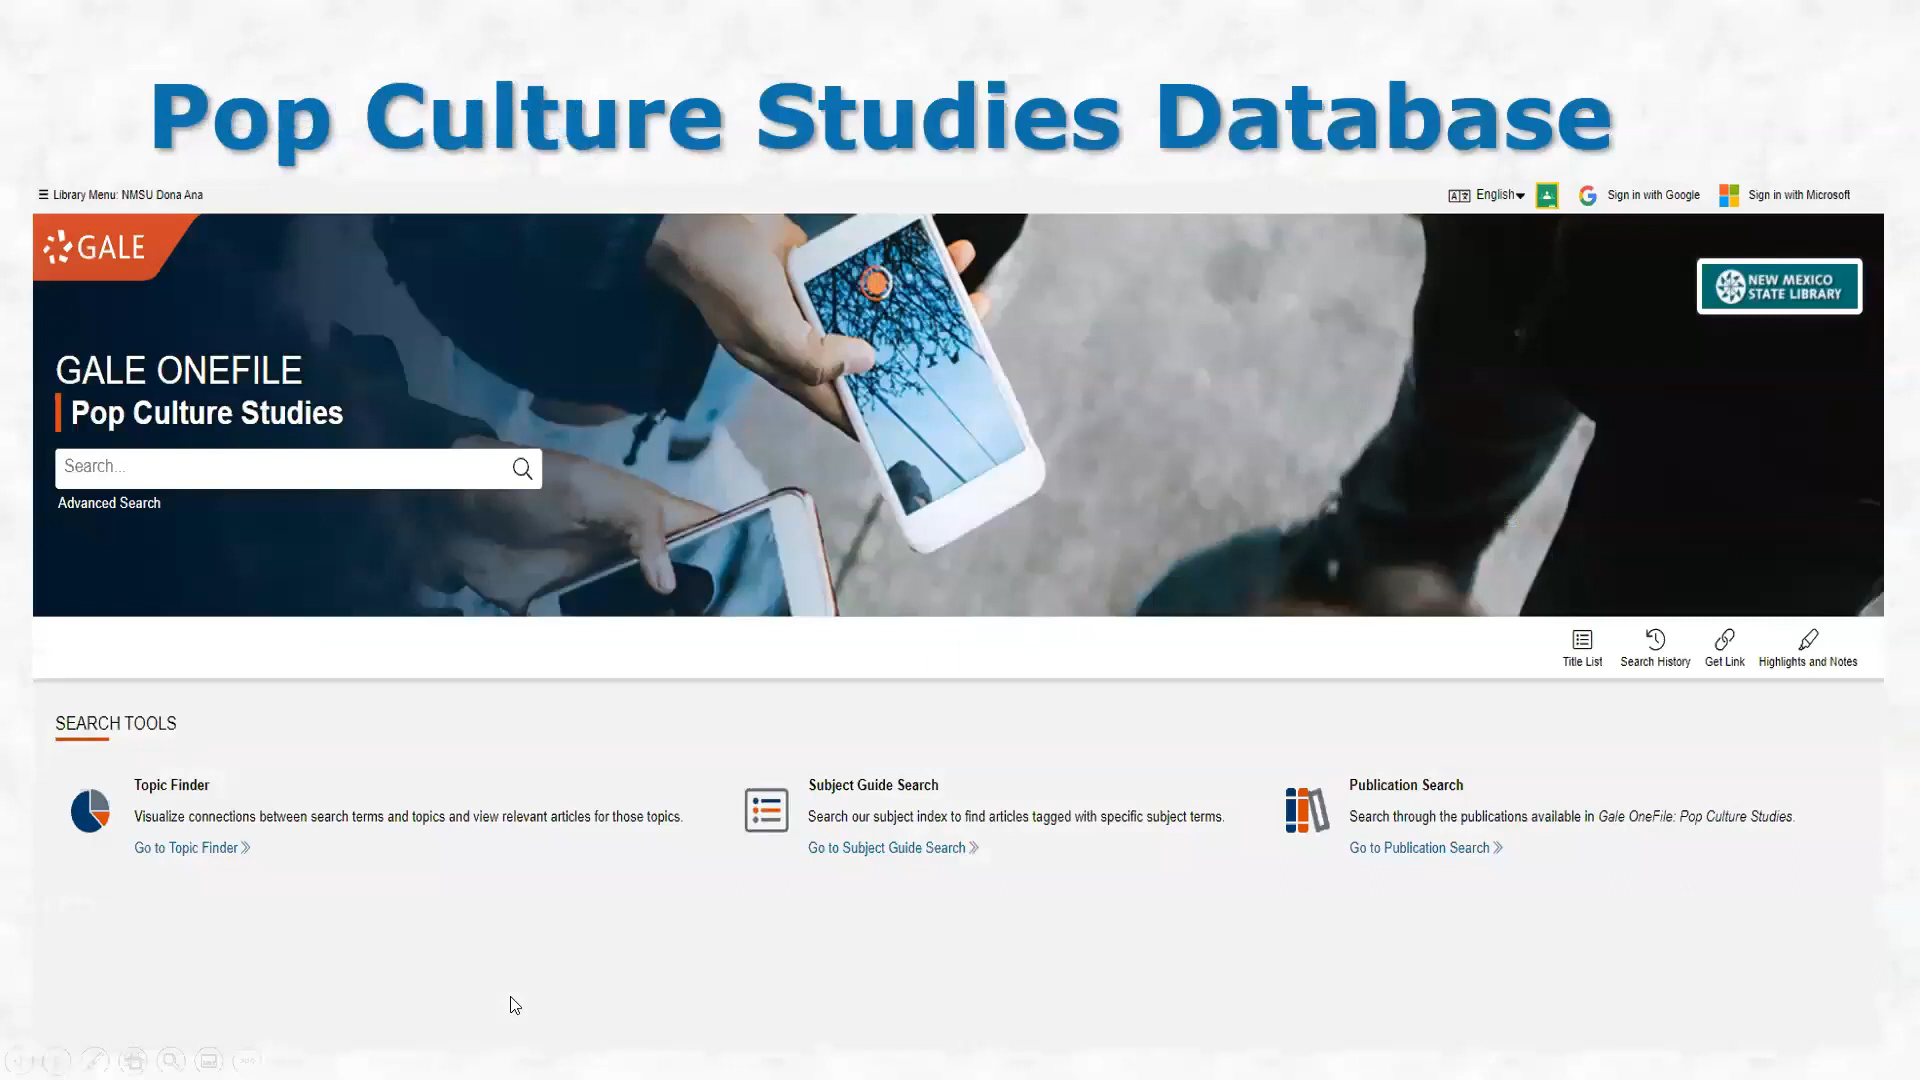 Pop Culture Studies Database
Library Menu: NMSU Dona Ana
English
Sign in with Google
Sign in with Microsoft
GALE
NEW MEXICO
STATE LIBRARY
GALE ONEFILE
Pop Culture Studies
Search...
Advanced Search
Title List
Search History
Get Link
Highlights and Notes
SEARCH TOOLS
Topic Finder
Visualize connections between search terms and topics and view relevant articles for those topics.
Go to Topic Finder
Subject Guide Search
Search our subject index to find articles tagged with specific subject terms.
Go to Subject Guide Search
Publication Search
Search through the publications available in Gale OneFile: Pop Culture Studies.
Go to Publication Search